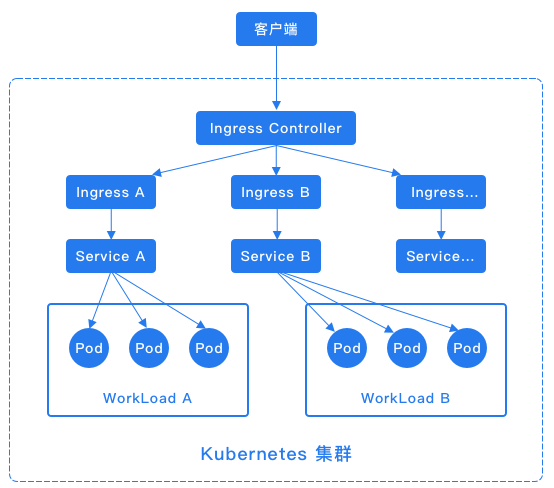 客户端
Ingress Controller
Ingress A
Ingress B
Ingress...
Service A
Service B
Service...
Pod
Pod
Pod
Pod
Pod
Pod
WorkLoad A
WorkLoad B
Kubernetes 集群